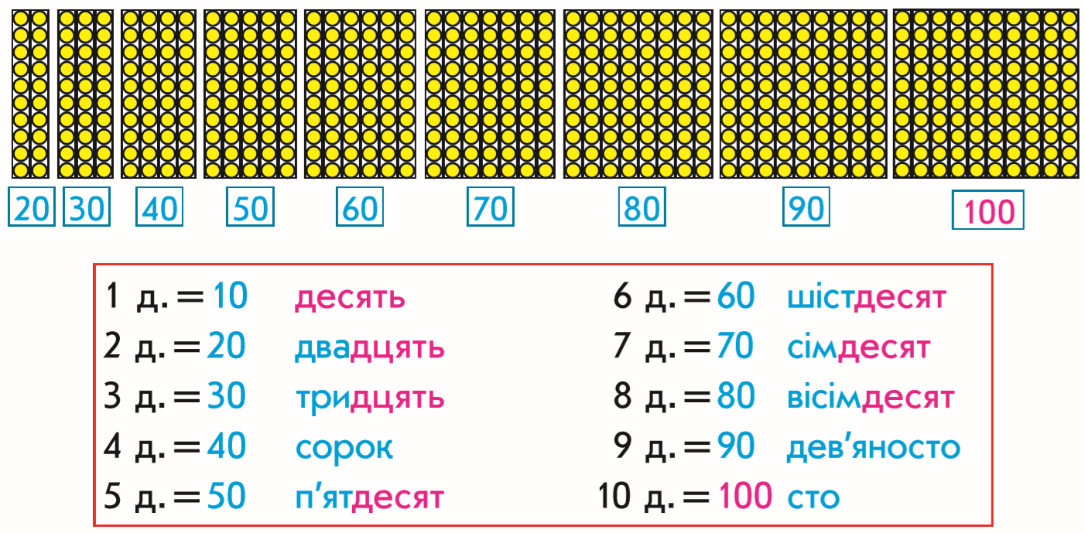 20 30 40 50 60 70 80 90 100
1 д. = 10 десять
2 д. = 20 двадцять
3 д. = 30 тридцять
4 д. = 40 сорок
5 д. = 50 п'ятдесят
6 д. = 60 шістдесят
7 д. = 70 сімдесят
8 д. = 80 вісімдесят
9 д. = 90 дев'яносто
10 д. = 100 сто